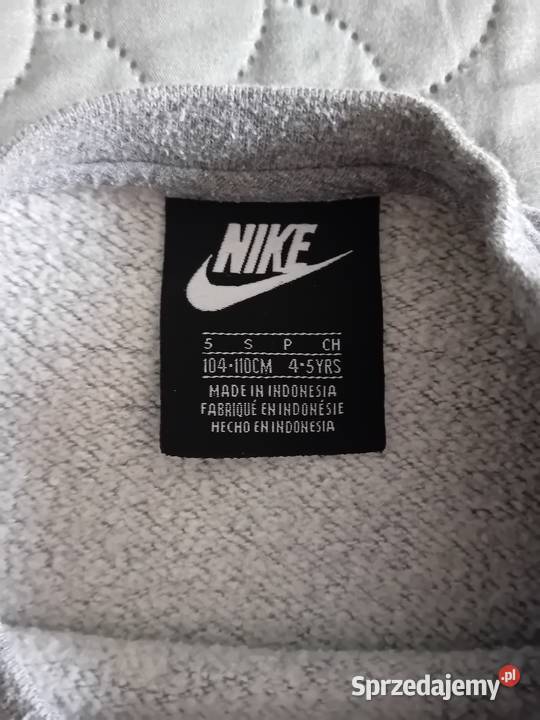 NIKE
5 S P CH
104-110CM 4-5YRS
MADE IN INDONESIA
FABRIQUÉ EN INDONÉSIE
HECHO EN INDONESIA
Sprzedajemy.pl